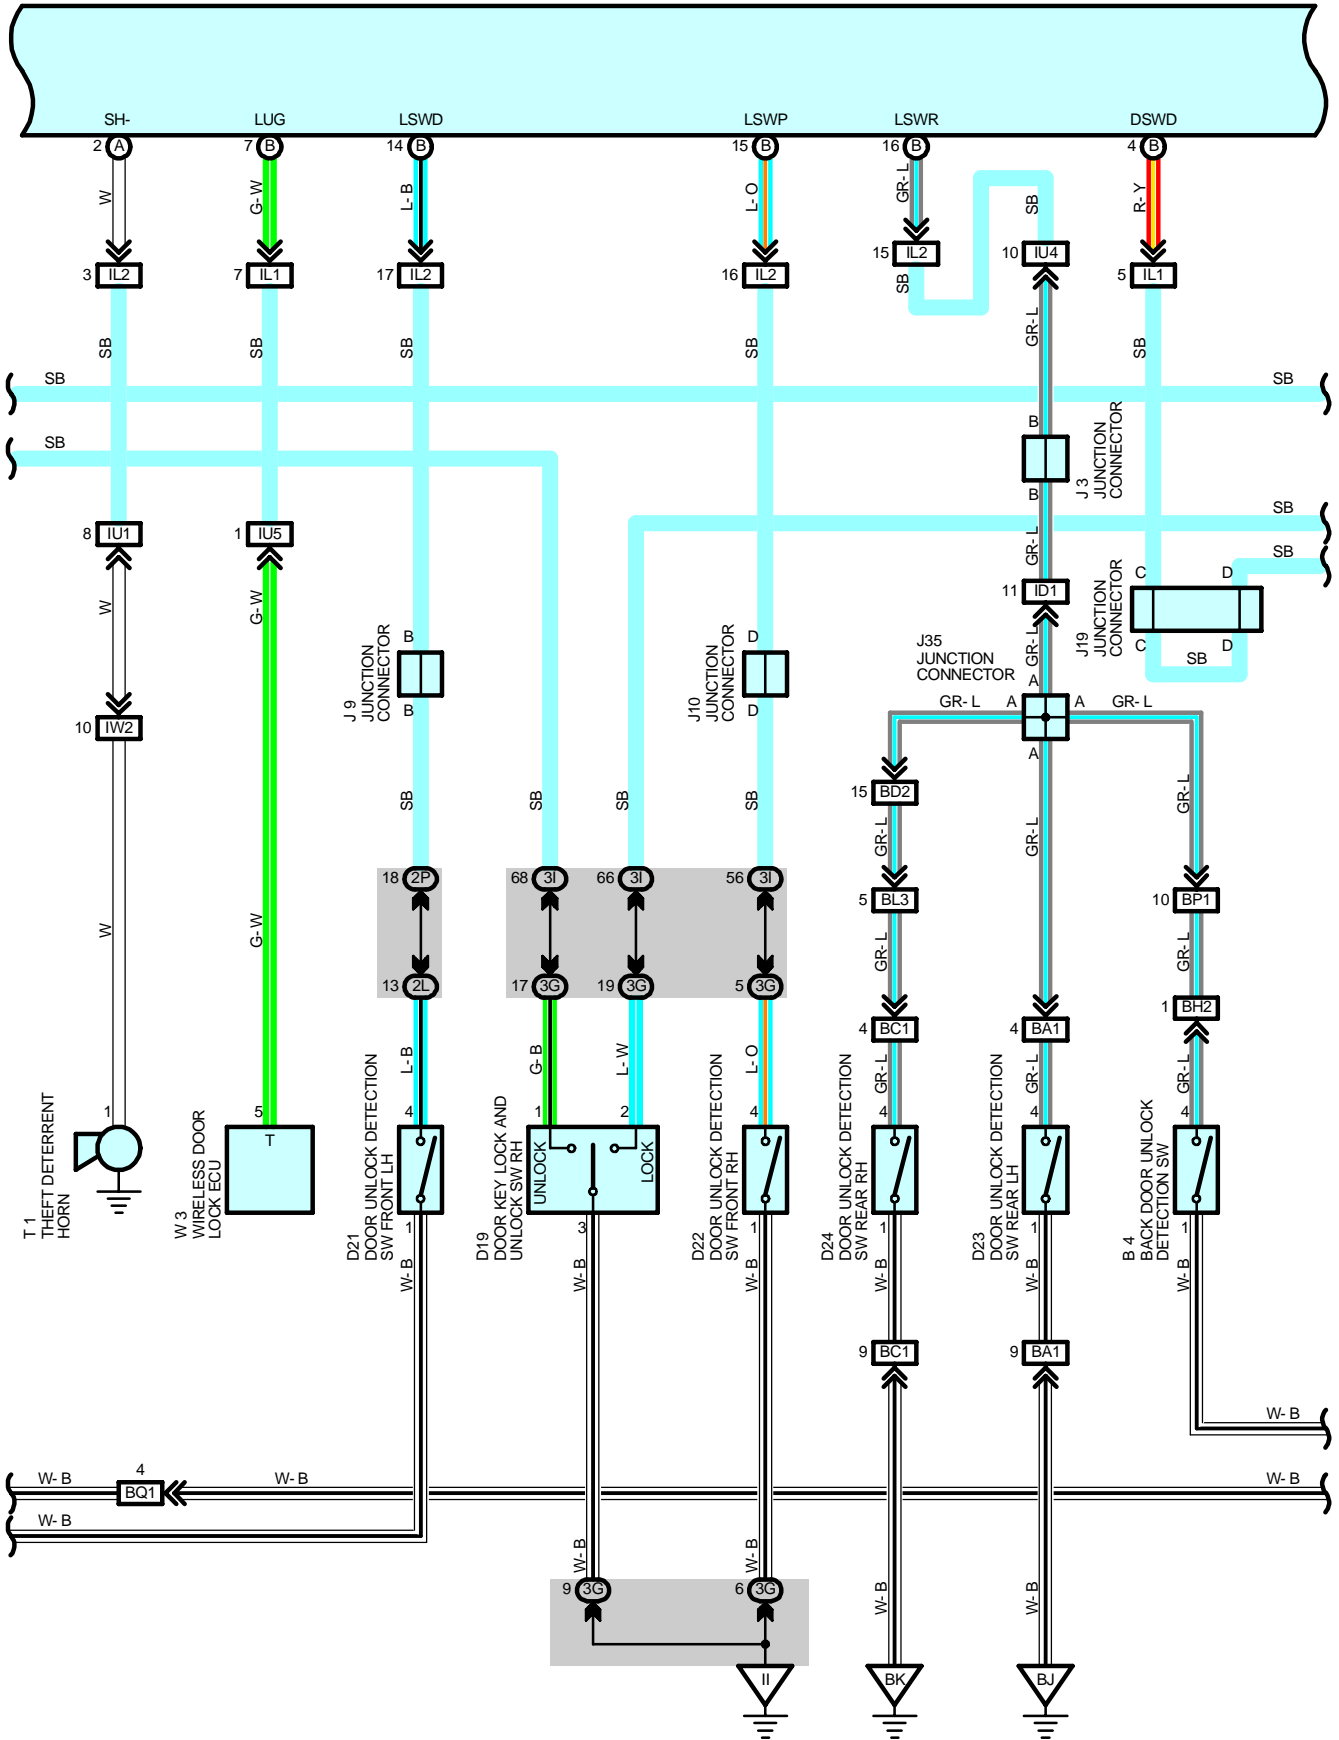 SH- LUG LSWD LSWP LSWR DSWD
2 A 7 B 14 B 15 B 16 B 4 B
W G-W L-B L-O GR-L SB R-Y
15 IL2 10 IU4
3 IL2 7 IL1 17 IL2 16 IL2 5 IL1
SB GR-L
SB SB SB SB SB
SB SB
B
SB
J 3
JUNCTION
CONNECTOR
B
SB
8 IU1 1 IU5
GR-L
SB
C D
11 ID1
J19
JUNCTION
CONNECTOR
W G-W
B D
GR-L
C D
SB
J 9
JUNCTION
CONNECTOR
J10
JUNCTION
CONNECTOR
J35
JUNCTION
CONNECTOR
A
GR-L A A GR-L
B D
10 IW2
A
15 BD2
SB SB SB SB
GR-L GR-L GR-L
18 2P 68 3I 66 3I 56 3I
5 BL3 10 BP1
W G-W
GR-L GR-L
13 2L 17 3G 19 3G 5 3G
1 BH2
4 BC1 4 BA1
L-B G-B L-W L-O GR-L GR-L GR-L
1 5 4 1 2 4 4 4 4
T
UNLOCK LOCK
T 1
THEFT DETERRENT
HORN
W 3
WIRELESS DOOR
LOCK ECU
D21
DOOR UNLOCK DETECTION
SW FRONT LH
D19
DOOR KEY LOCK AND
UNLOCK SW RH
D22
DOOR UNLOCK DETECTION
SW FRONT RH
D24
DOOR UNLOCK DETECTION
SW REAR RH
D23
DOOR UNLOCK DETECTION
SW REAR LH
B 4
BACK DOOR UNLOCK
DETECTION SW
1 3 1 1 1 1
W-B W-B W-B W-B W-B W-B
9 BC1 9 BA1
W-B
4
W-B BQ1 W-B W-B
W-B
W-B W-B
9 3G 6 3G
W-B W-B
II BK BJ